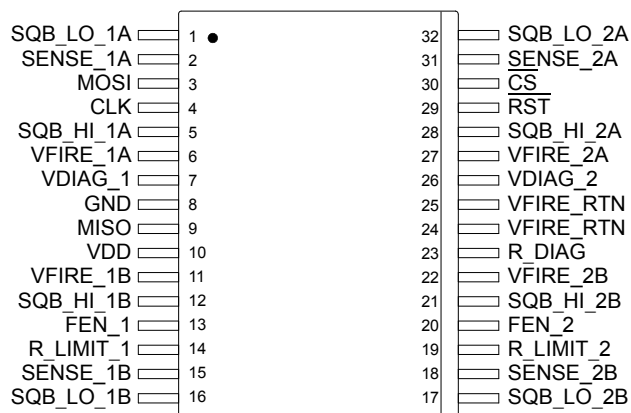 SQB_LO_1A 1 32 SQB_LO_2A
SENSE_1A 2 31 SENSE_2A
MOSI 3 30 CS
CLK 4 29 RST
SQB_HI_1A 5 28 SQB_HI_2A
VFIRE_1A 6 27 VFIRE_2A
VDIAG_1 7 26 VDIAG_2
GND 8 25 VFIRE_RTN
MISO 9 24 VFIRE_RTN
VDD 10 23 R_DIAG
VFIRE_1B 11 22 VFIRE_2B
SQB_HI_1B 12 21 SQB_HI_2B
FEN_1 13 20 FEN_2
R_LIMIT_1 14 19 R_LIMIT_2
SENSE_1B 15 18 SENSE_2B
SQB_LO_1B 16 17 SQB_LO_2B